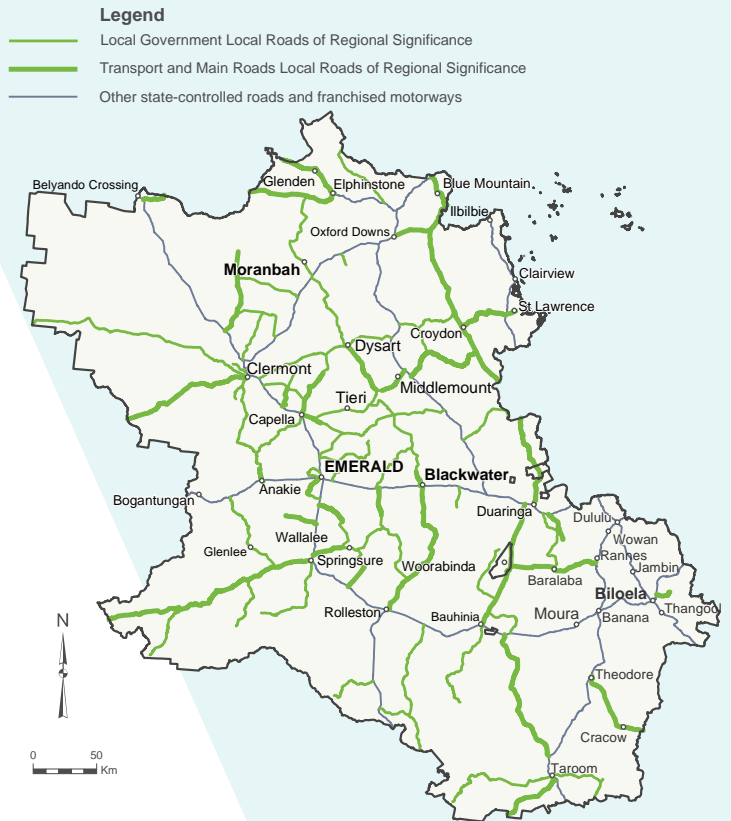 Legend
Local Government Local Roads of Regional Significance
Transport and Main Roads Local Roads of Regional Significance
Other state-controlled roads and franchised motorways
Belyando Crossing
Glenden
Elphinstone
Blue Mountain
Ilbilbie
Oxford Downs
Moranbah
Clairview
St Lawrence
Croydon
Dysart
Clermont
Middlemount
Tieri
Capella
EMERALD
Blackwater
Anakie
Bogantungan
Duaringa
Dululu
Wowan
Wallalee
Rannes
Glenlee
Springsure
Woorabinda
Jambin
Baralaba
Biloela
Thangool
Rolleston
Bauhinia
Moura
Banana
N
Theodore
Cracow
0 50
Km
Taroom